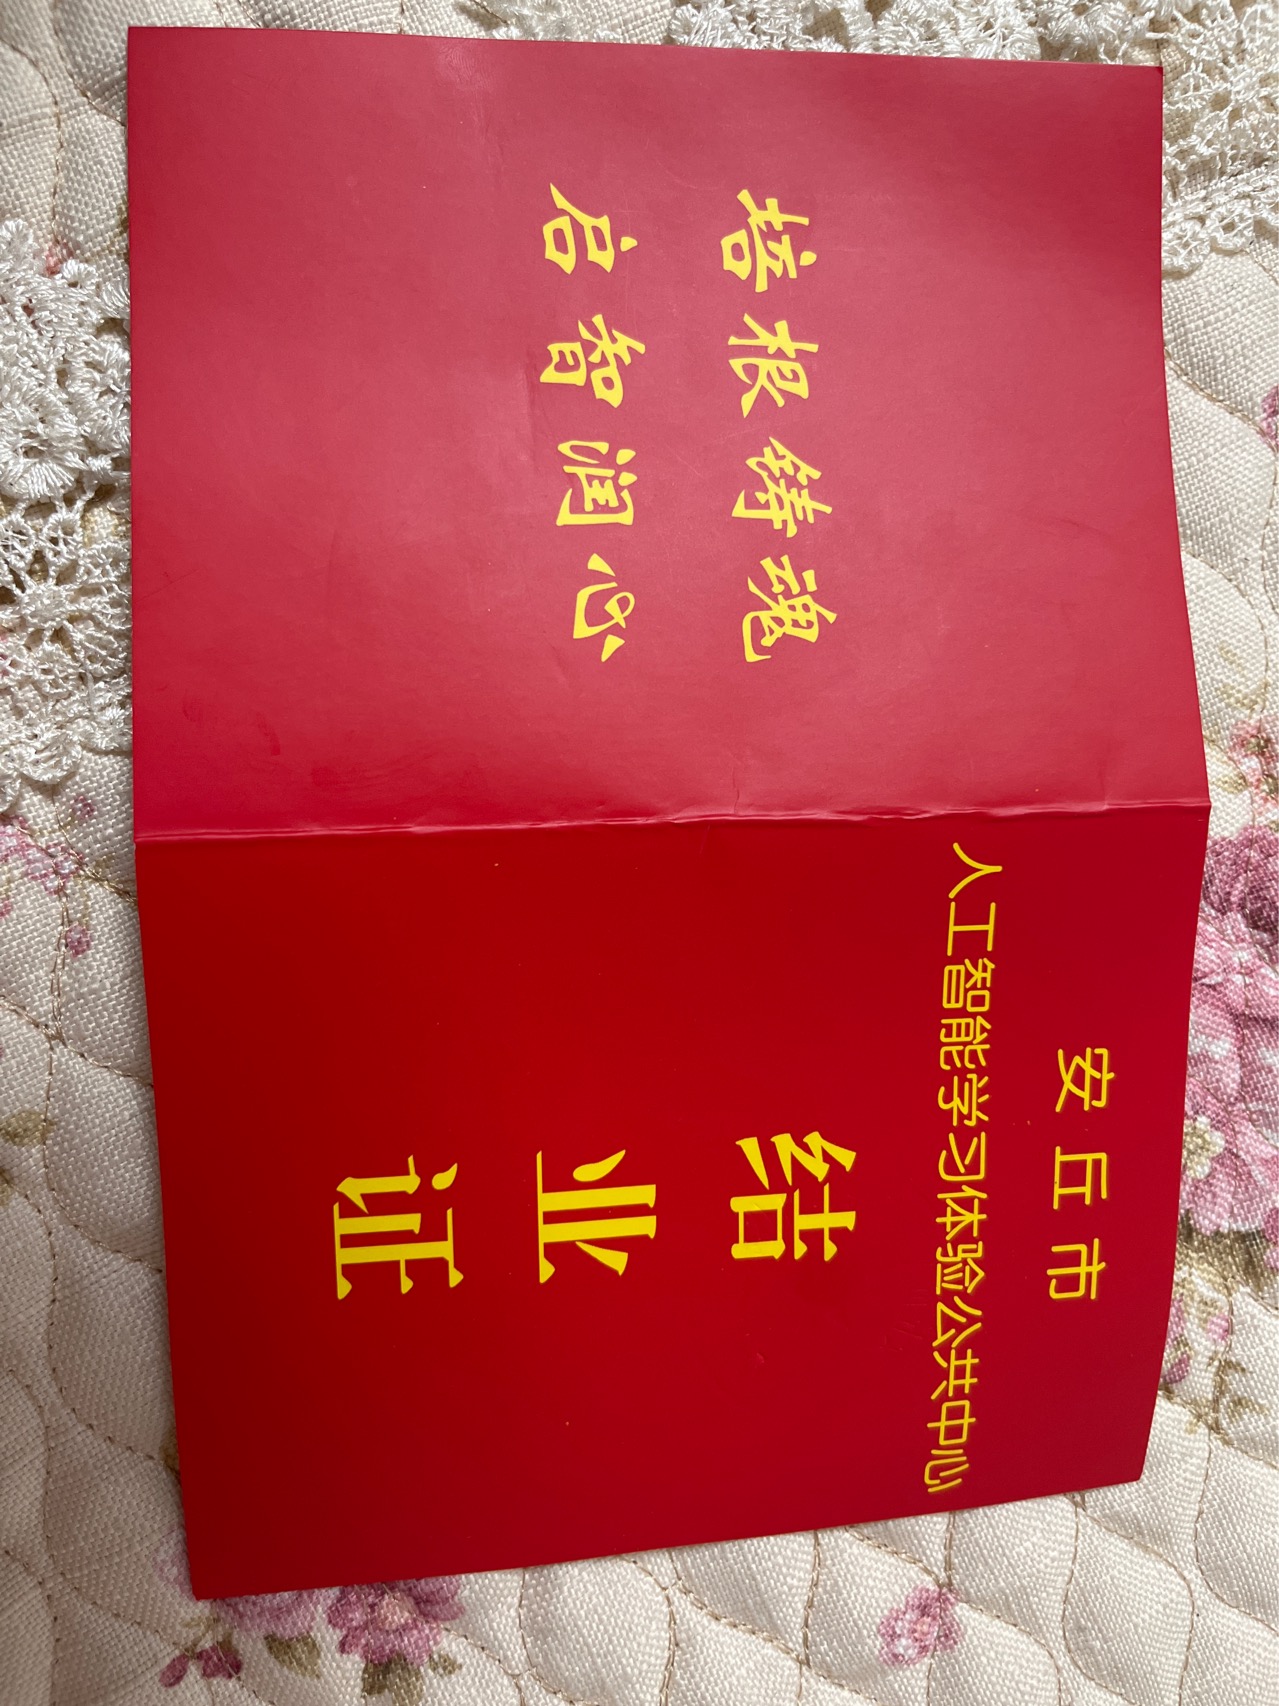 培根铸魂
启智润心
安丘市
人工智能学习体验公共中心
结
业
证